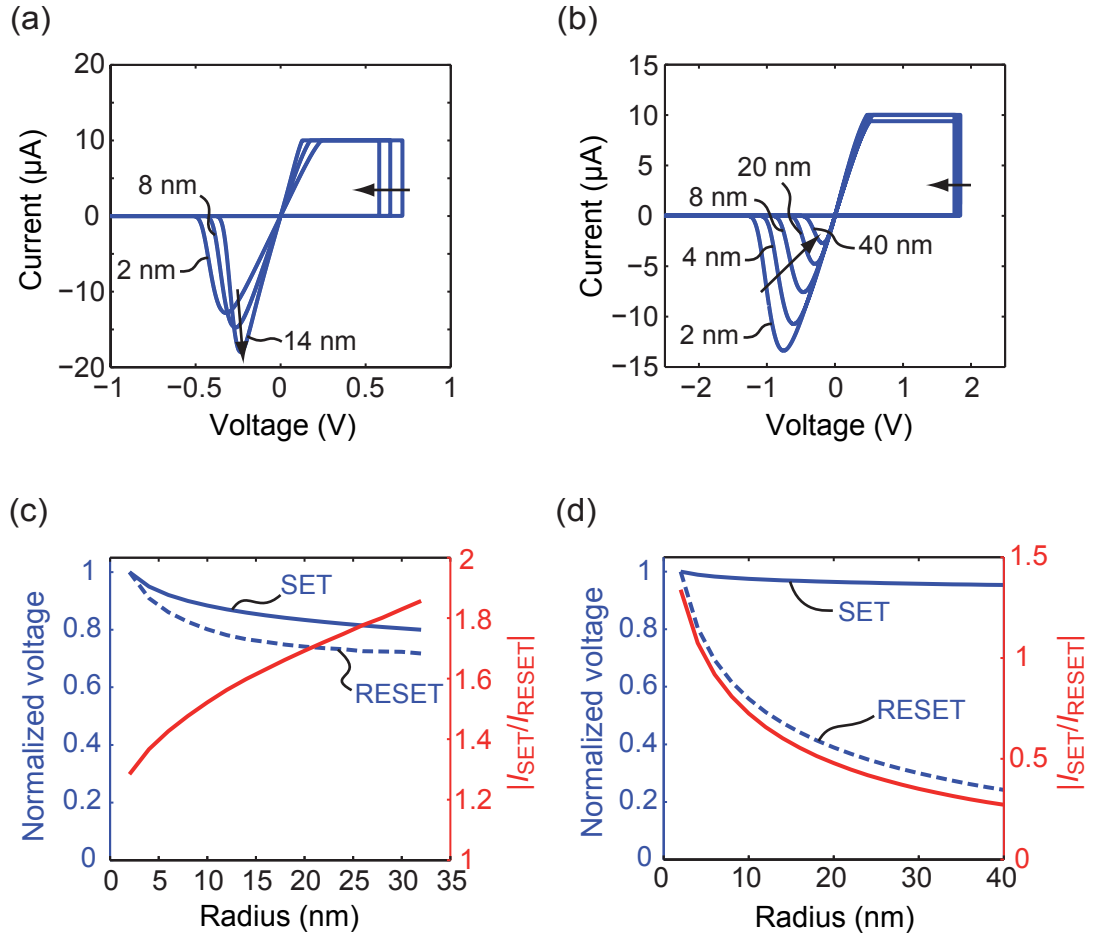 (a)
20
10
0
−10
−20
−1
−0.5
0
0.5
1
Current (µA)
Voltage (V)
8 nm
2 nm
14 nm
(b)
15
10
5
0
−5
−10
−15
−2
−1
0
1
2
Current (µA)
Voltage (V)
20 nm
8 nm
4 nm
40 nm
2 nm
(c)
1
0.8
0.6
0.4
0.2
0
Normalized voltage
0
5
10
15
20
25
30
35
Radius (nm)
2
1.8
1.6
1.4
1.2
1
|ISET/IRESET|
SET
RESET
(d)
1
0.8
0.6
0.4
0.2
0
Normalized voltage
0
10
20
30
40
Radius (nm)
1.5
1
0.5
0
|ISET/IRESET|
SET
RESET